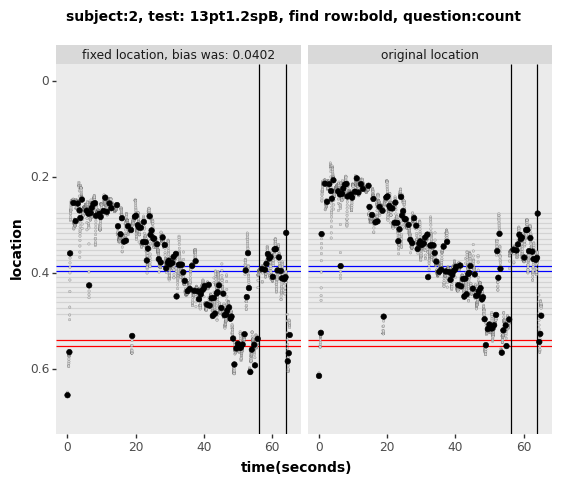 subject:2, test: 13pt1.2spB, find row:bold, question:count
fixed location, bias was: 0.0402
original location
0
0.2
0.4
0.6
location
0
20
40
60
0
20
40
60
time(seconds)